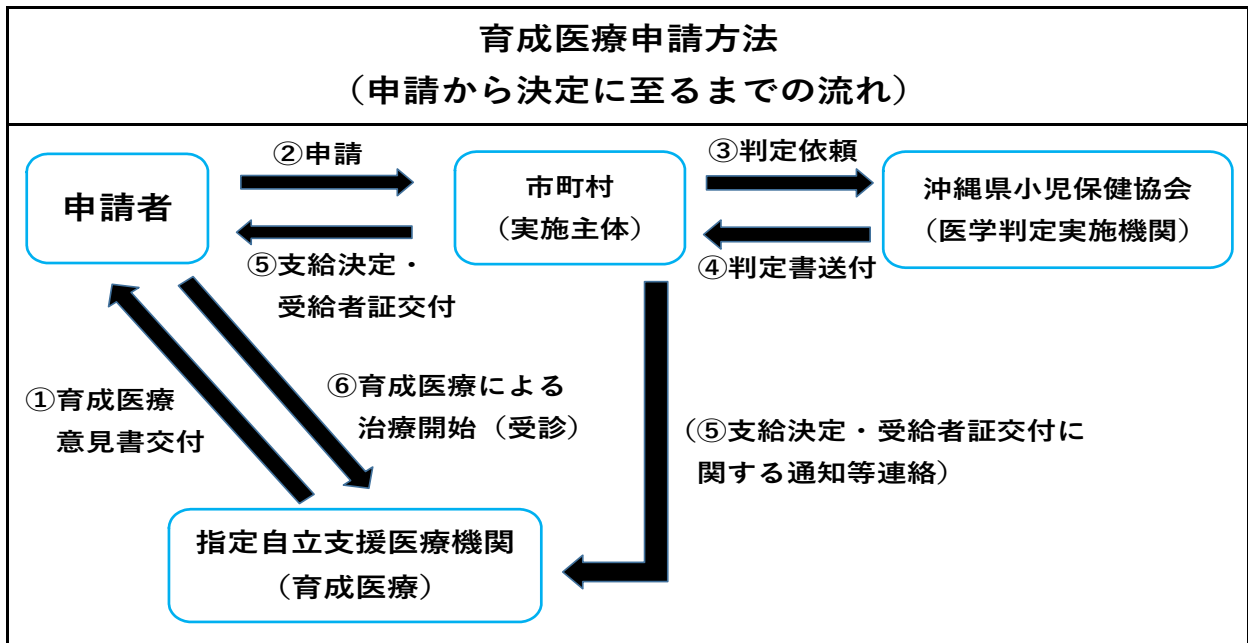 育成医療申請方法
（申請から決定に至るまでの流れ）
②申請
③判定依頼
申請者
市町村
（実施主体）
沖縄県小児保健協会
（医学判定実施機関）
⑤支給決定・
受給者証交付
④判定書送付
①育成医療
意見書交付
⑥育成医療による
治療開始（受診）
（⑤支給決定・受給者証交付に
関する通知等連絡）
指定自立支援医療機関
（育成医療）